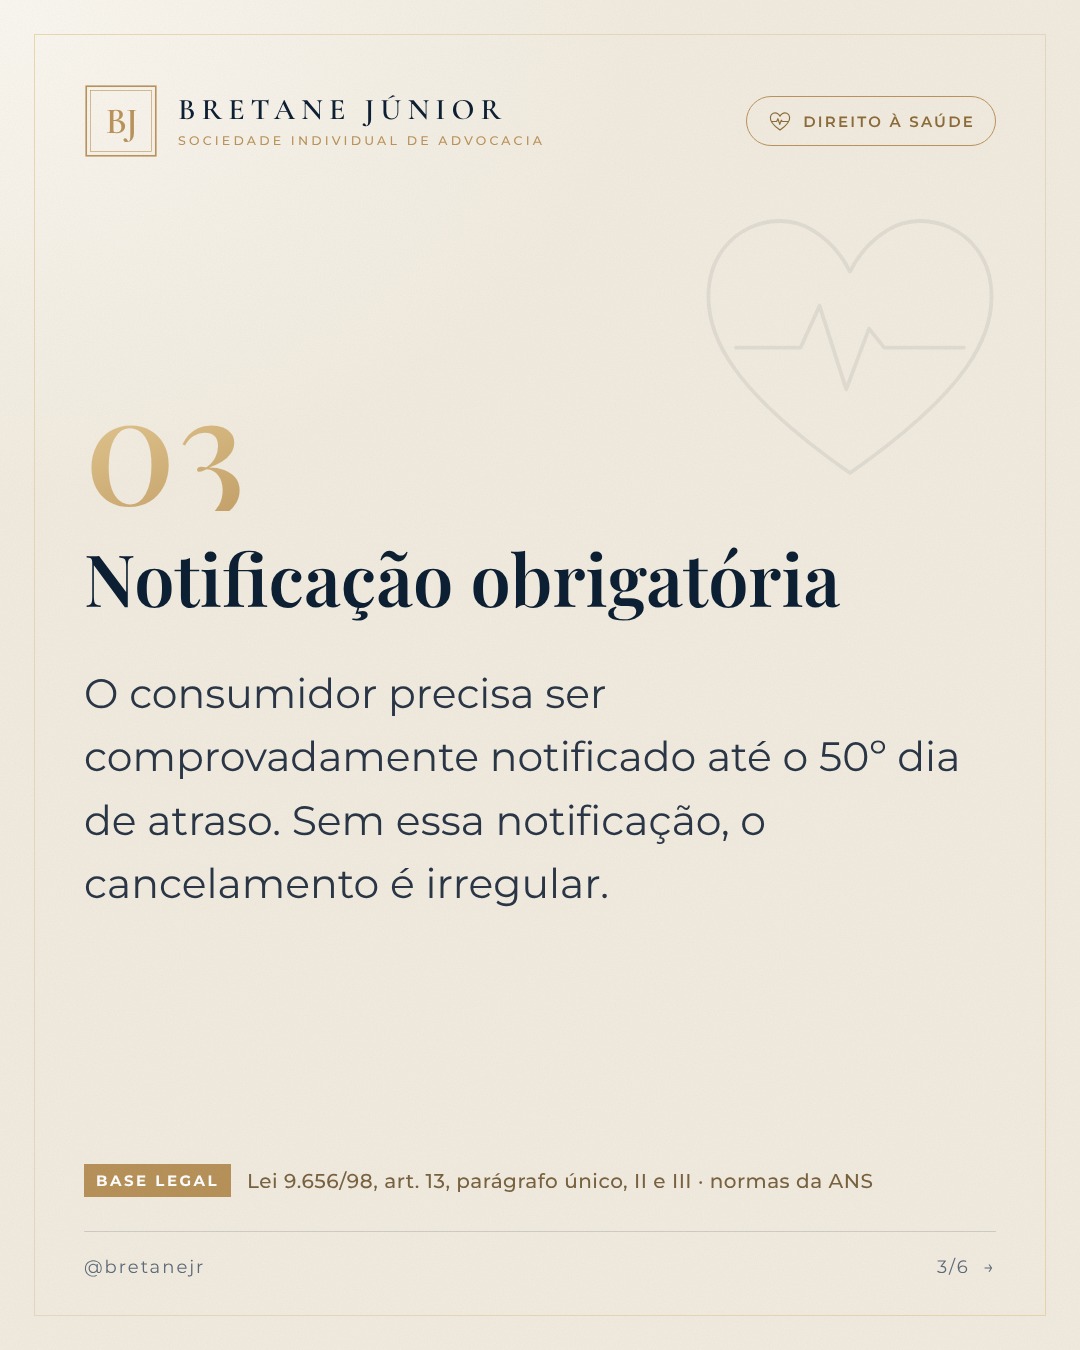 BJ
BRETANE JÚNIOR
SOCIEDADE INDIVIDUAL DE ADVOCACIA
DIREITO À SAÚDE
03
Notificação obrigatória
O consumidor precisa ser
comprovadamente notificado até o 50º dia
de atraso. Sem essa notificação, o
cancelamento é irregular.
BASE LEGAL Lei 9.656/98, art. 13, parágrafo único, II e III · normas da ANS
@bretanejr
3/6 →